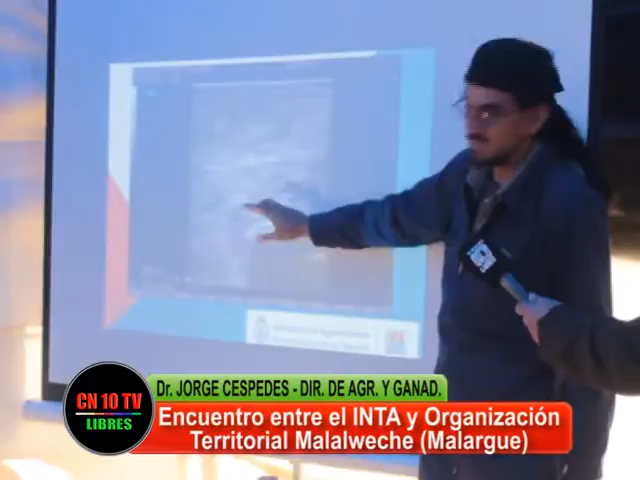 CN 10 TV
LIBRES
Dr. JORGE CESPEDES - DIR. DE AGR. Y GANAD.
Encuentro entre el INTA y Organización
Territorial Malalweche (Malargue)